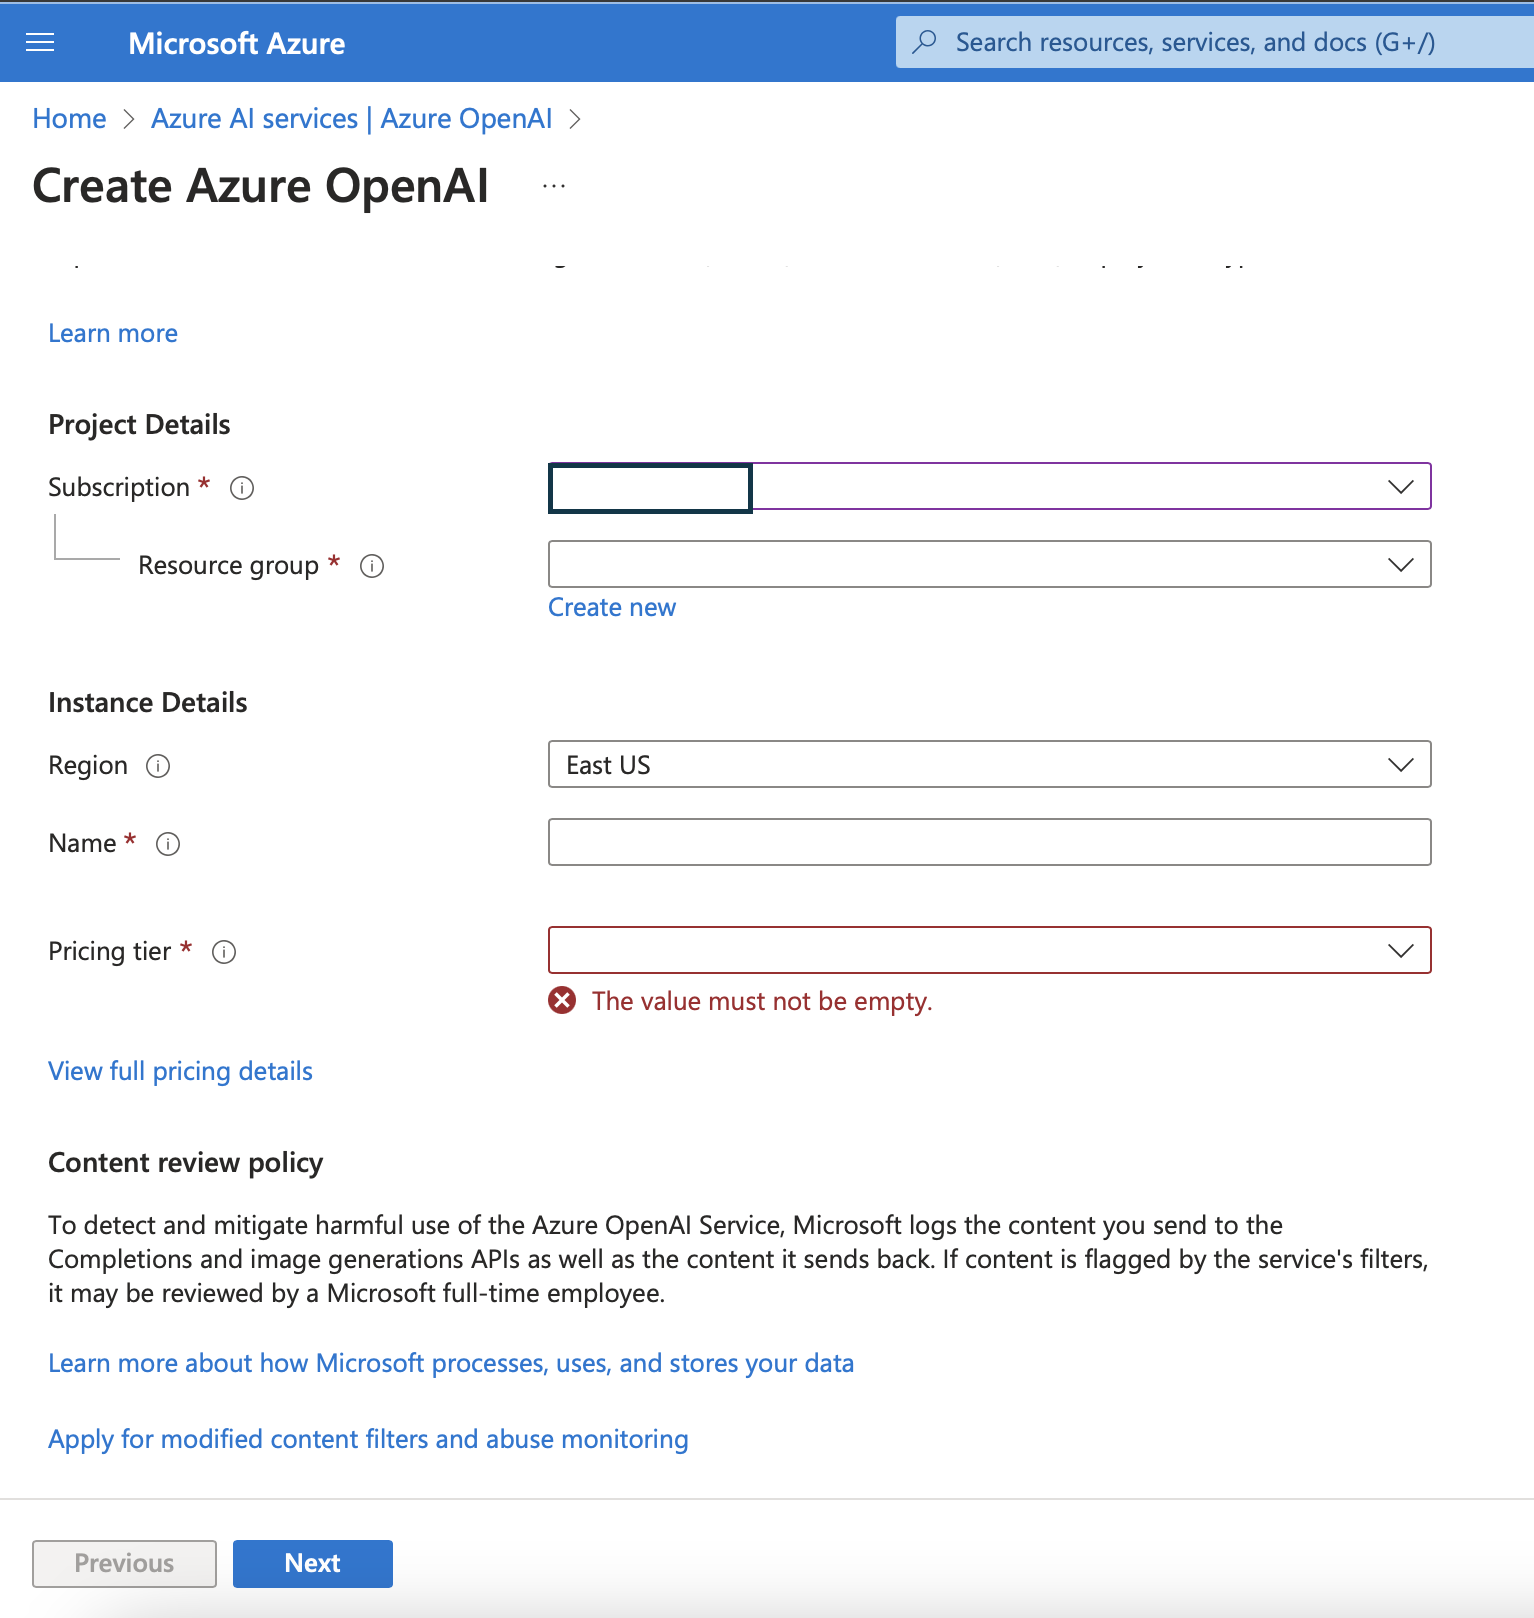 Microsoft Azure
Search resources, services, and docs (G+/)
Home > Azure AI services | Azure OpenAI >
Create Azure OpenAI ...
Learn more
Project Details
Subscription *
Resource group *
Create new
Instance Details
Region
East US
Name *
Pricing tier *
The value must not be empty.
View full pricing details
Content review policy
To detect and mitigate harmful use of the Azure OpenAI Service, Microsoft logs the content you send to the
Completions and image generations APIs as well as the content it sends back. If content is flagged by the service's filters,
it may be reviewed by a Microsoft full-time employee.
Learn more about how Microsoft processes, uses, and stores your data
Apply for modified content filters and abuse monitoring
Previous
Next